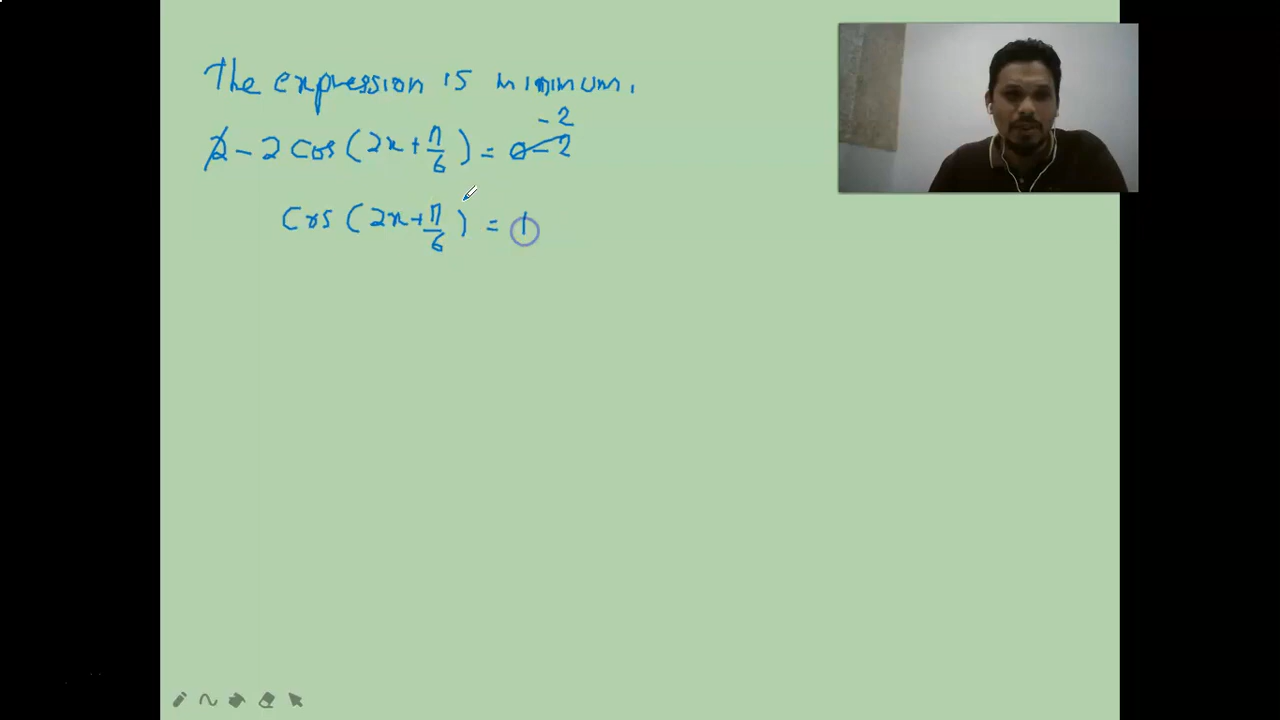 The expression is minimum.
-2
2 - 2 cos(2x + π/6) = 0 - 2
cos(2x + π/6) = 1